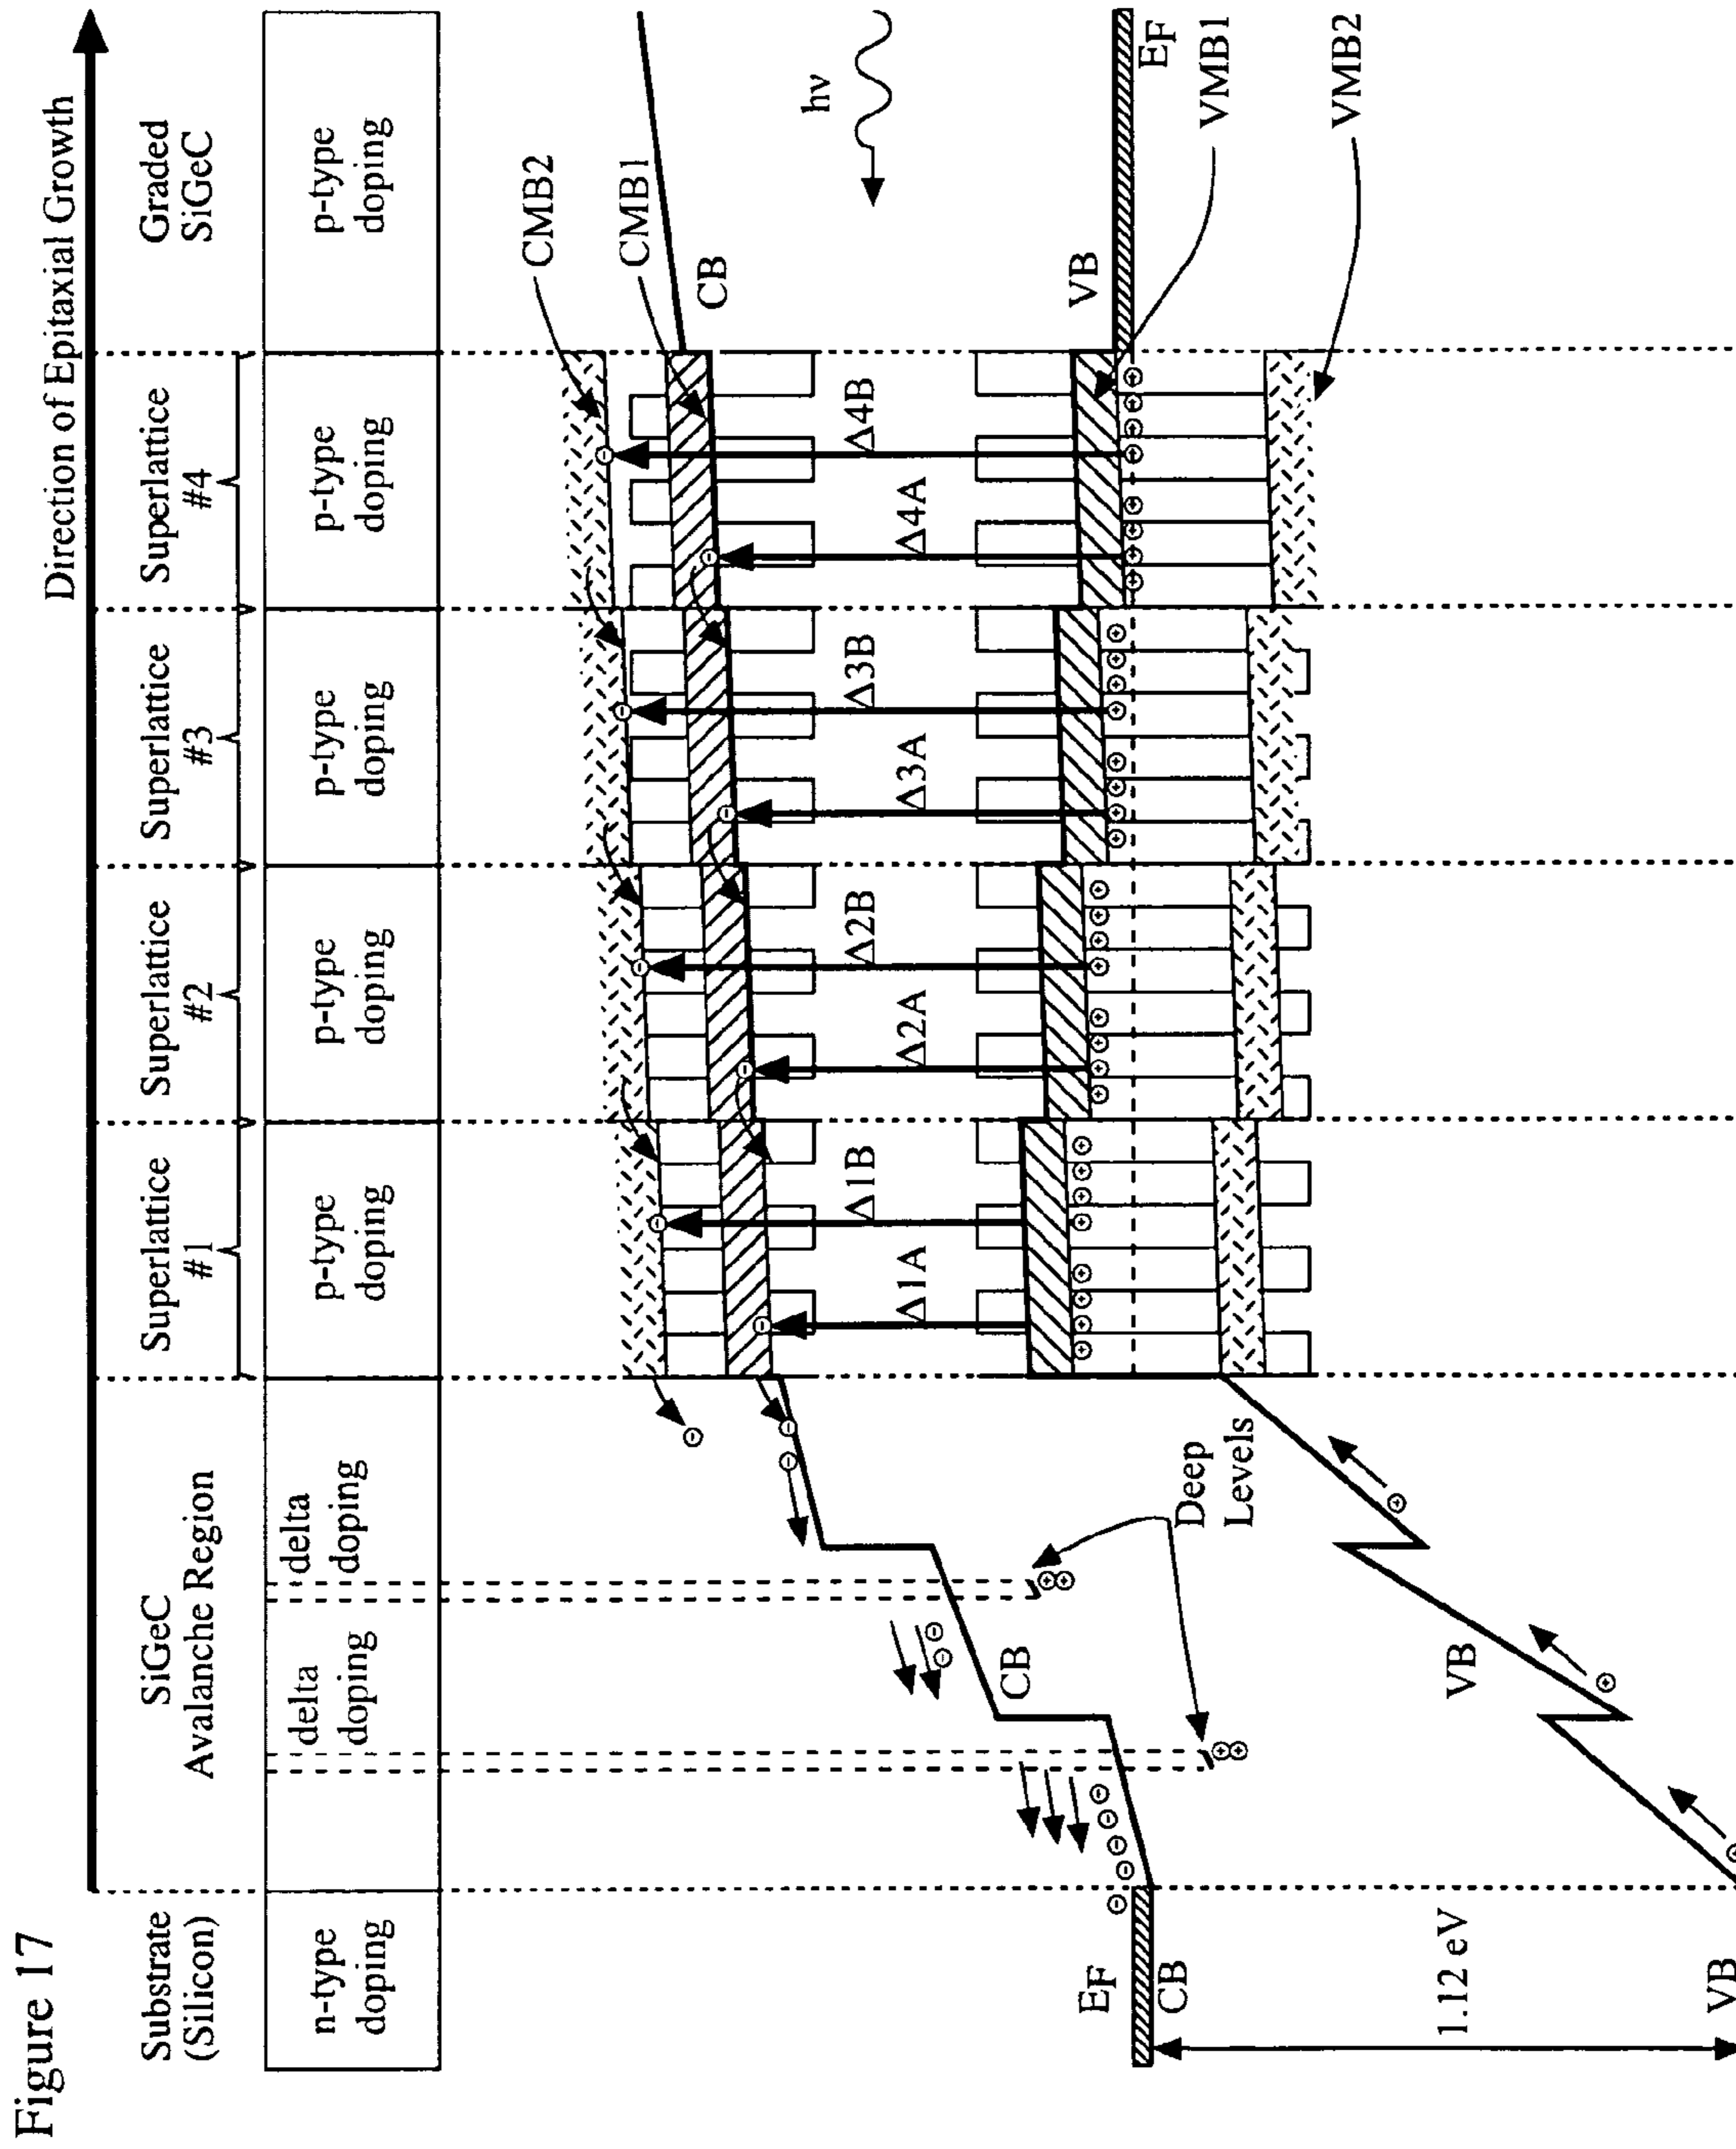 Figure 17
Direction of Epitaxial Growth
Substrate
(Silicon)
SiGeC
Avalanche Region
Superlattice
#1
Superlattice
#2
Superlattice
#3
Superlattice
#4
Graded
SiGeC
n-type
doping
delta
doping
delta
doping
p-type
doping
p-type
doping
p-type
doping
p-type
doping
p-type
doping
CMB2
CMB1
CB
hν
Δ1A
Δ1B
Δ2A
Δ2B
Δ3A
Δ3B
Δ4A
Δ4B
VB
EF
VMB1
VMB2
CB
Deep
Levels
VB
EF
CB
1.12 eV
VB